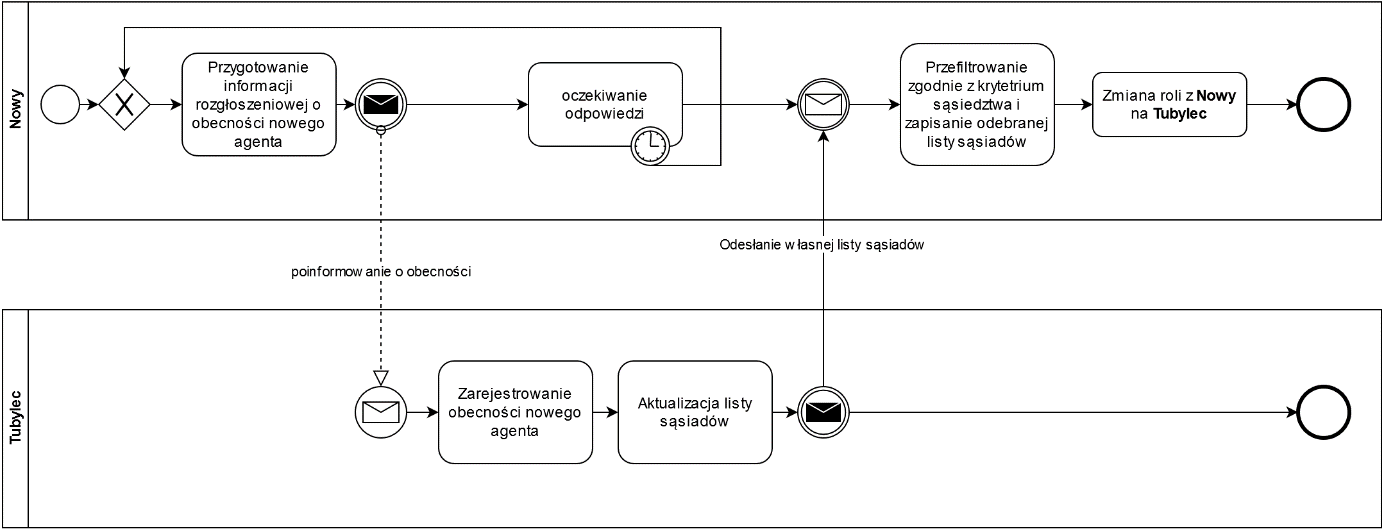 Nowy
Przygotowanie
informacji
rozgłoszeniowej o
obecności nowego
agenta
oczekiwanie
odpowiedzi
Przefiltrowanie
zgodnie z krytetrium
sąsiedztwa i
zapisanie odebranej
listy sąsiadów
Zmiana roli z Nowy
na Tubylec
Odesłanie własnej listy sąsiadów
poinformowanie o obecności
Tubylec
Zarejestrowanie
obecności nowego
agenta
Aktualizacja listy
sąsiadów